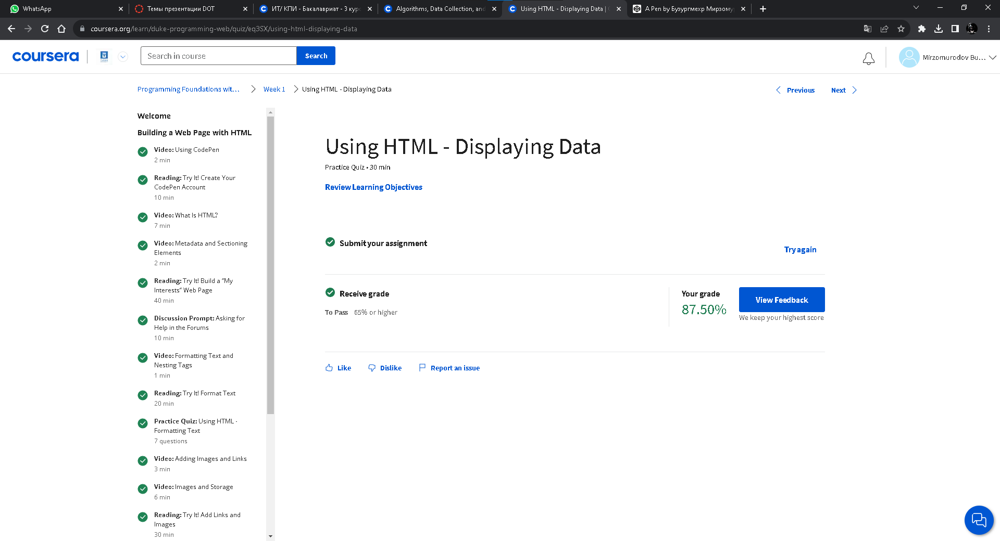 WhatsApp
Темы презентации DOT
ИТ/ КПИ - Бакалавриат - 3 курс
Algorithms, Data Collection, and
Using HTML - Displaying Data |
A Pen by Бузургмехр Мирзому
coursera.org/learn/duke-programming-web/quiz/eq3SX/using-html-displaying-data
coursera
Search in course
Search
Mirzomurodov Bu...
Programming Foundations wit...
Week 1
Using HTML - Displaying Data
Previous
Next
Welcome
Building a Web Page with HTML
Video: Using CodePen
2 min
Reading: Try It! Create Your
CodePen Account
10 min
Video: What Is HTML?
7 min
Video: Metadata and Sectioning
Elements
2 min
Reading: Try It! Build a “My
Interests” Web Page
40 min
Discussion Prompt: Asking for
Help in the Forums
10 min
Video: Formatting Text and
Nesting Tags
1 min
Reading: Try It! Format Text
20 min
Practice Quiz: Using HTML -
Formatting Text
7 questions
Video: Adding Images and Links
3 min
Video: Images and Storage
6 min
Reading: Try It! Add Links and
Images
30 min
Using HTML - Displaying Data
Practice Quiz • 30 min
Review Learning Objectives
Submit your assignment
Try again
Receive grade
To Pass 65% or higher
Your grade
87.50%
View Feedback
We keep your highest score
Like
Dislike
Report an issue